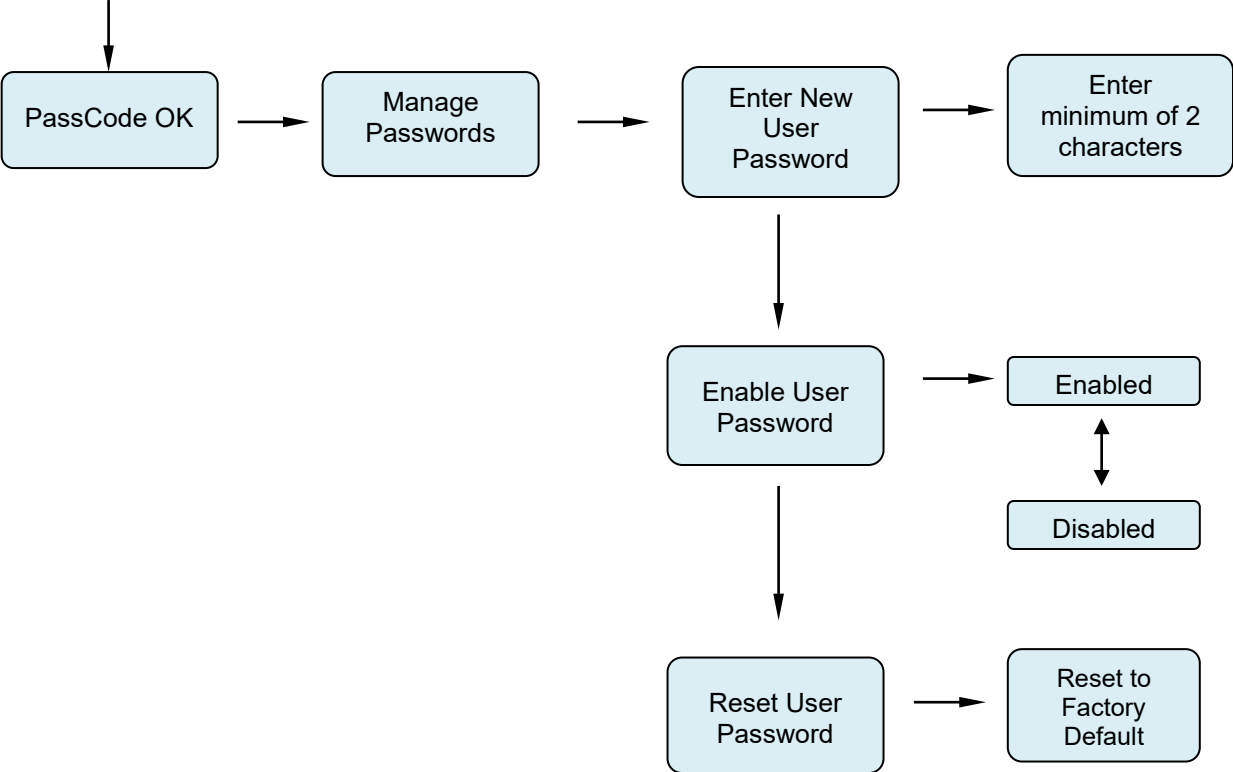 PassCode OK
Manage
Passwords
Enter New
User
Password
Enter
minimum of 2
characters
Enable User
Password
Enabled
Disabled
Reset User
Password
Reset to
Factory
Default